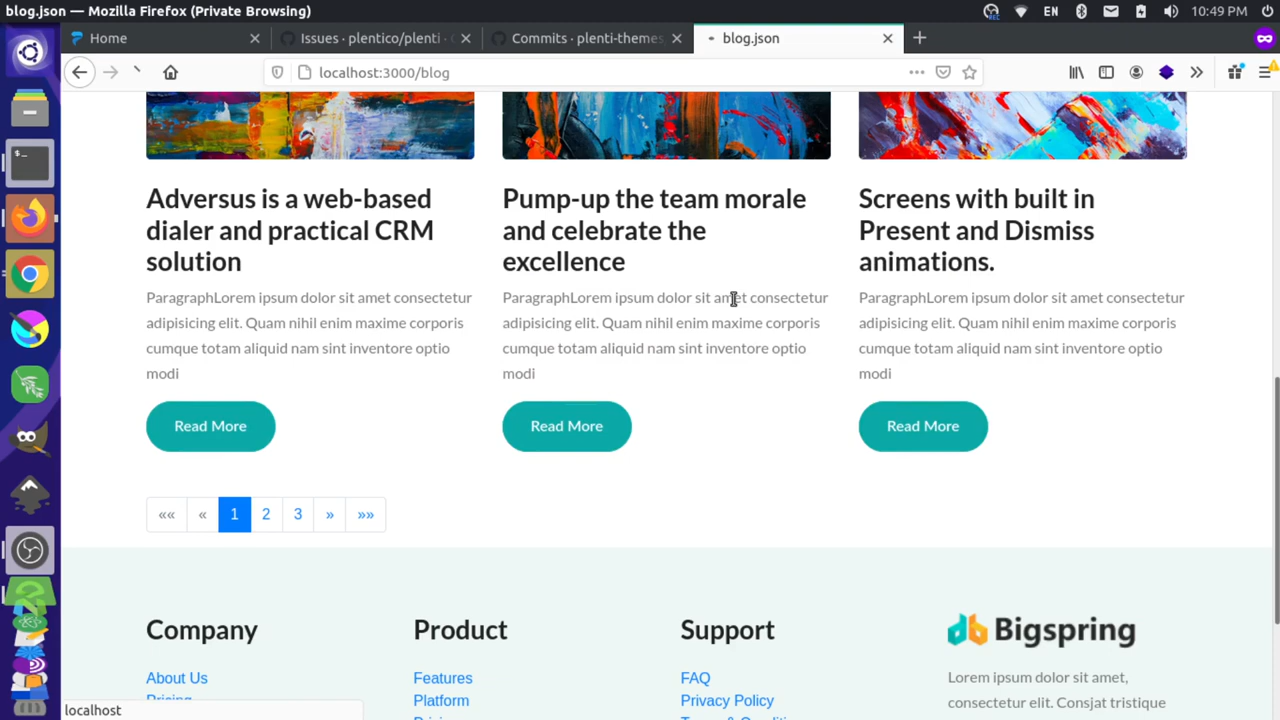 blog.json — Mozilla Firefox (Private Browsing)
EN
10:49 PM
Home
Issues · plentico/plenti ·
Commits · plenti-themes
blog.json
localhost:3000/blog
Adversus is a web-based
dialer and practical CRM
solution
ParagraphLorem ipsum dolor sit amet consectetur
adipisicing elit. Quam nihil enim maxime corporis
cumque totam aliquid nam sint inventore optio
modi
Read More
Pump-up the team morale
and celebrate the
excellence
ParagraphLorem ipsum dolor sit amet consectetur
adipisicing elit. Quam nihil enim maxime corporis
cumque totam aliquid nam sint inventore optio
modi
Read More
Screens with built in
Present and Dismiss
animations.
ParagraphLorem ipsum dolor sit amet consectetur
adipisicing elit. Quam nihil enim maxime corporis
cumque totam aliquid nam sint inventore optio
modi
Read More
«« « 1 2 3 » »»
Company
About Us
Pricing
Product
Features
Platform
Support
FAQ
Privacy Policy
Bigspring
Lorem ipsum dolor sit amet,
consectetur elit. Consjat tristique
localhost